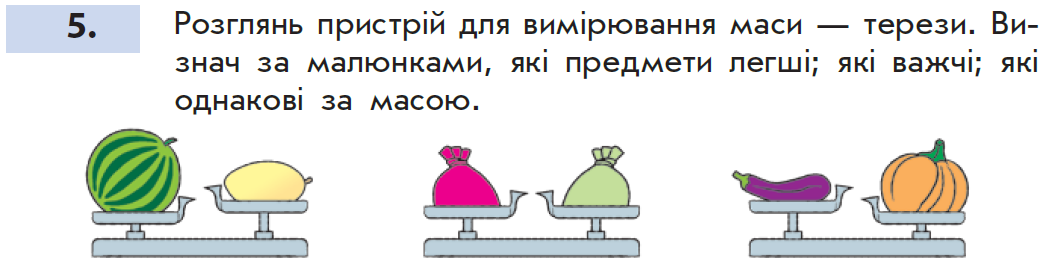 5. Розглянь пристрій для вимірювання маси — терези. Ви-
знач за малюнками, які предмети легші; які важчі; які
однакові за масою.